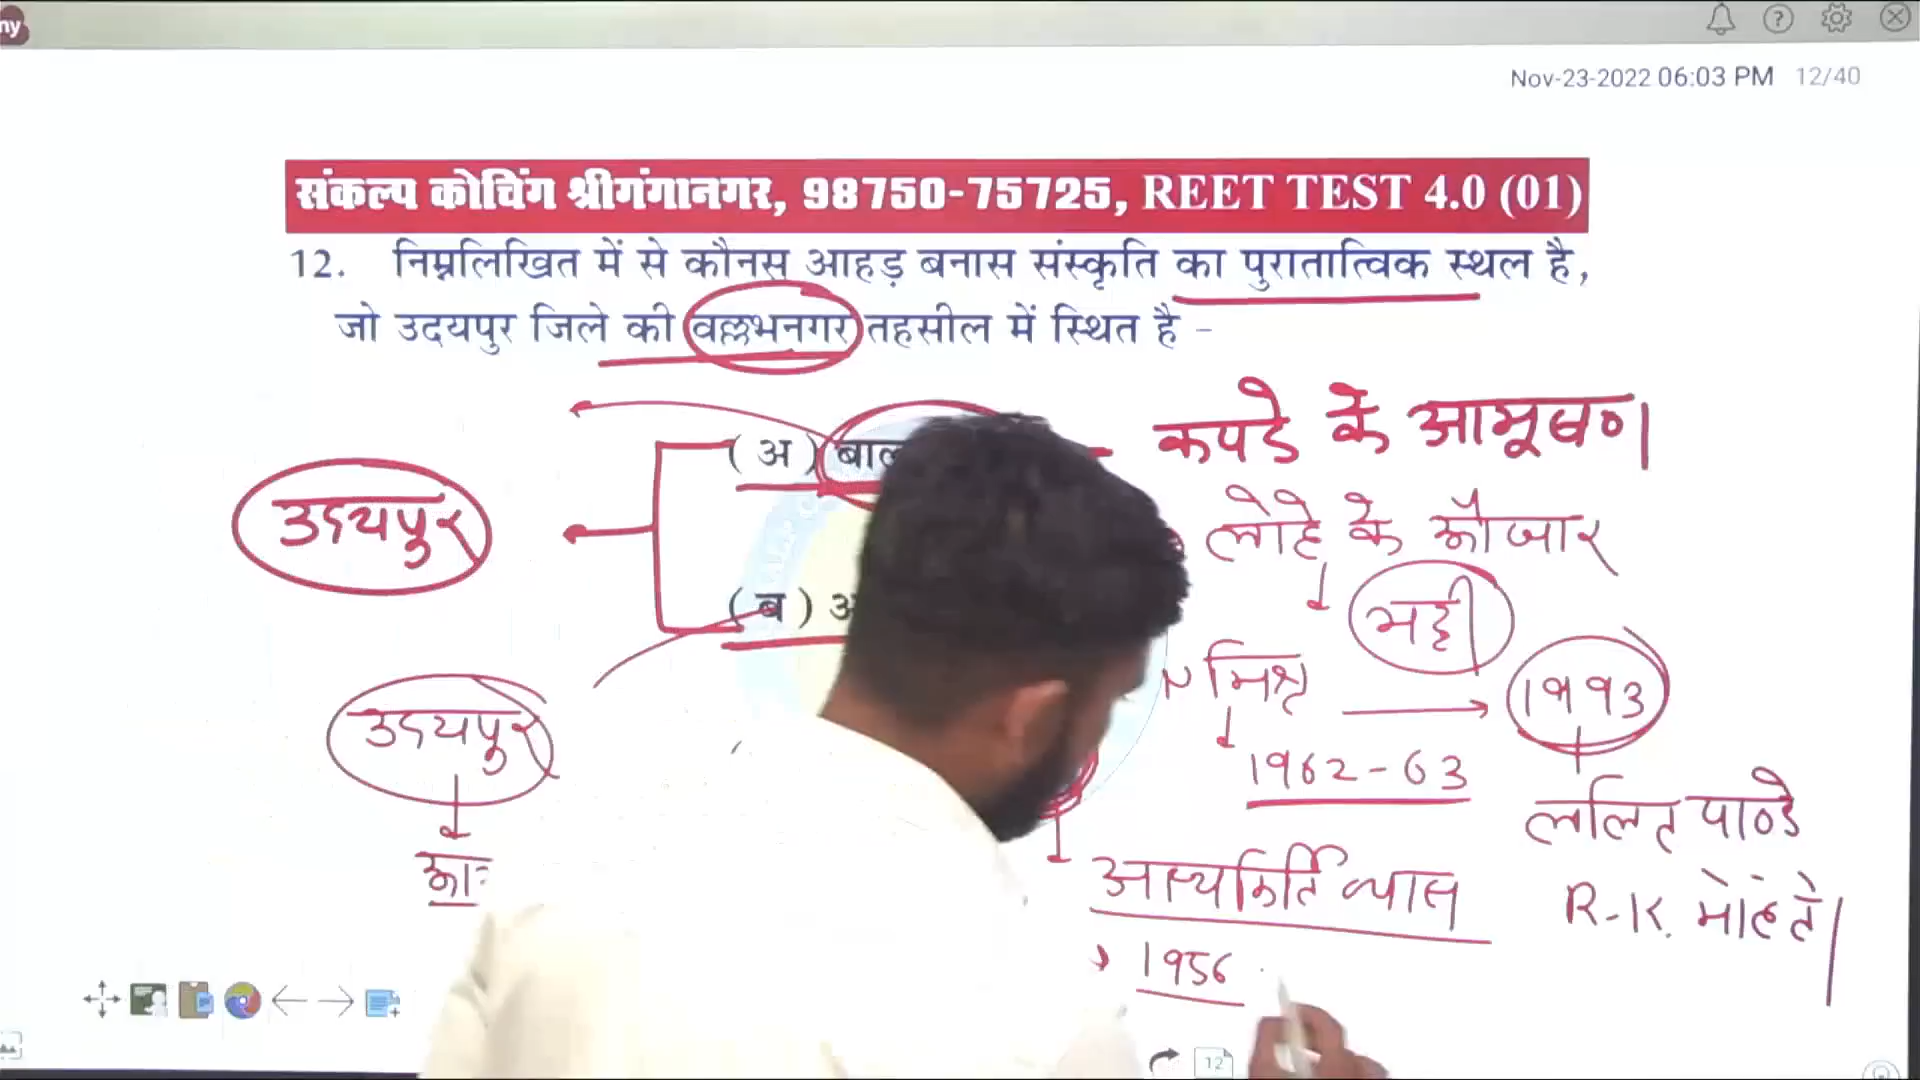 ny
Nov-23-2022 06:03 PM 12/40
संकल्प कोचिंग श्रीगंगानगर, 98750-75725, REET TEST 4.0 (01)
12. निम्नलिखित में से कौनस आहड़ बनास संस्कृति का पुरातात्विक स्थल है,
जो उदयपुर जिले की वल्लभनगर तहसील में स्थित है -
(अ) बाल
कपडे के आभूषण
उदयपुर
लोहे के औजार
(ब) अ
भट्टी
मिश्र
1993
उदयपुर
1962-63
ललित पाण्डे
व्यास
R-K.
1956
12